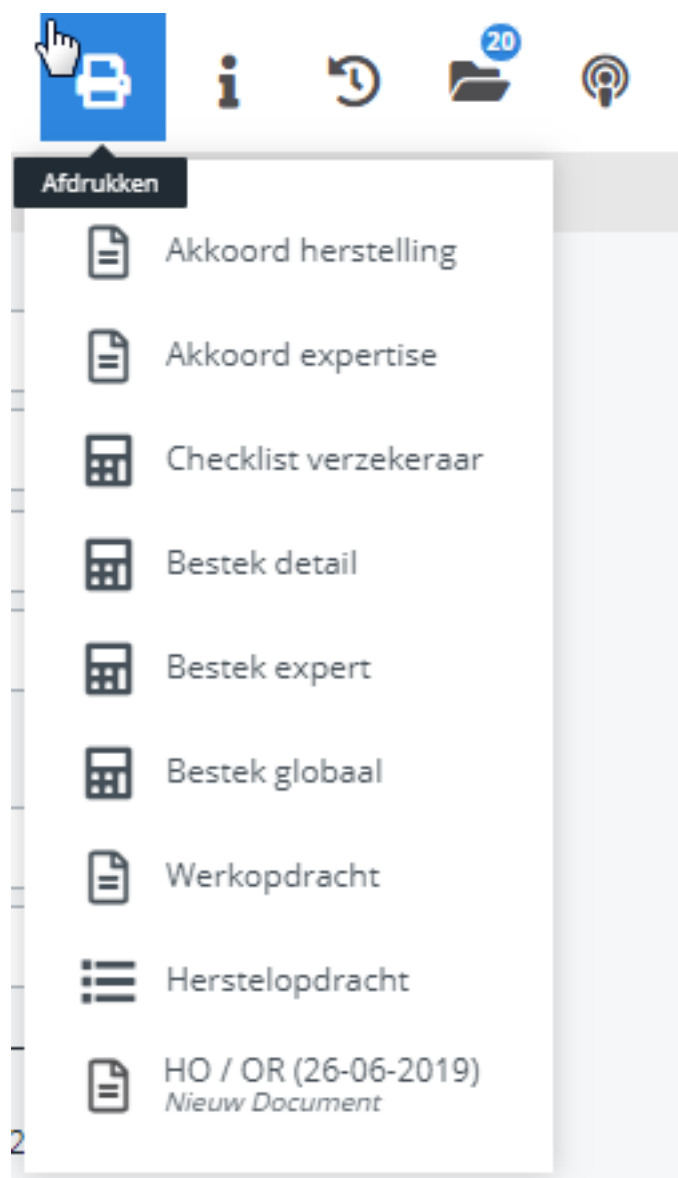 20
Afdrukken
Akkoord herstelling
Akkoord expertise
Checklist verzekeraar
Bestek detail
Bestek expert
Bestek globaal
Werkopdracht
Herstelopdracht
HO / OR (26-06-2019)
Nieuw Document
2